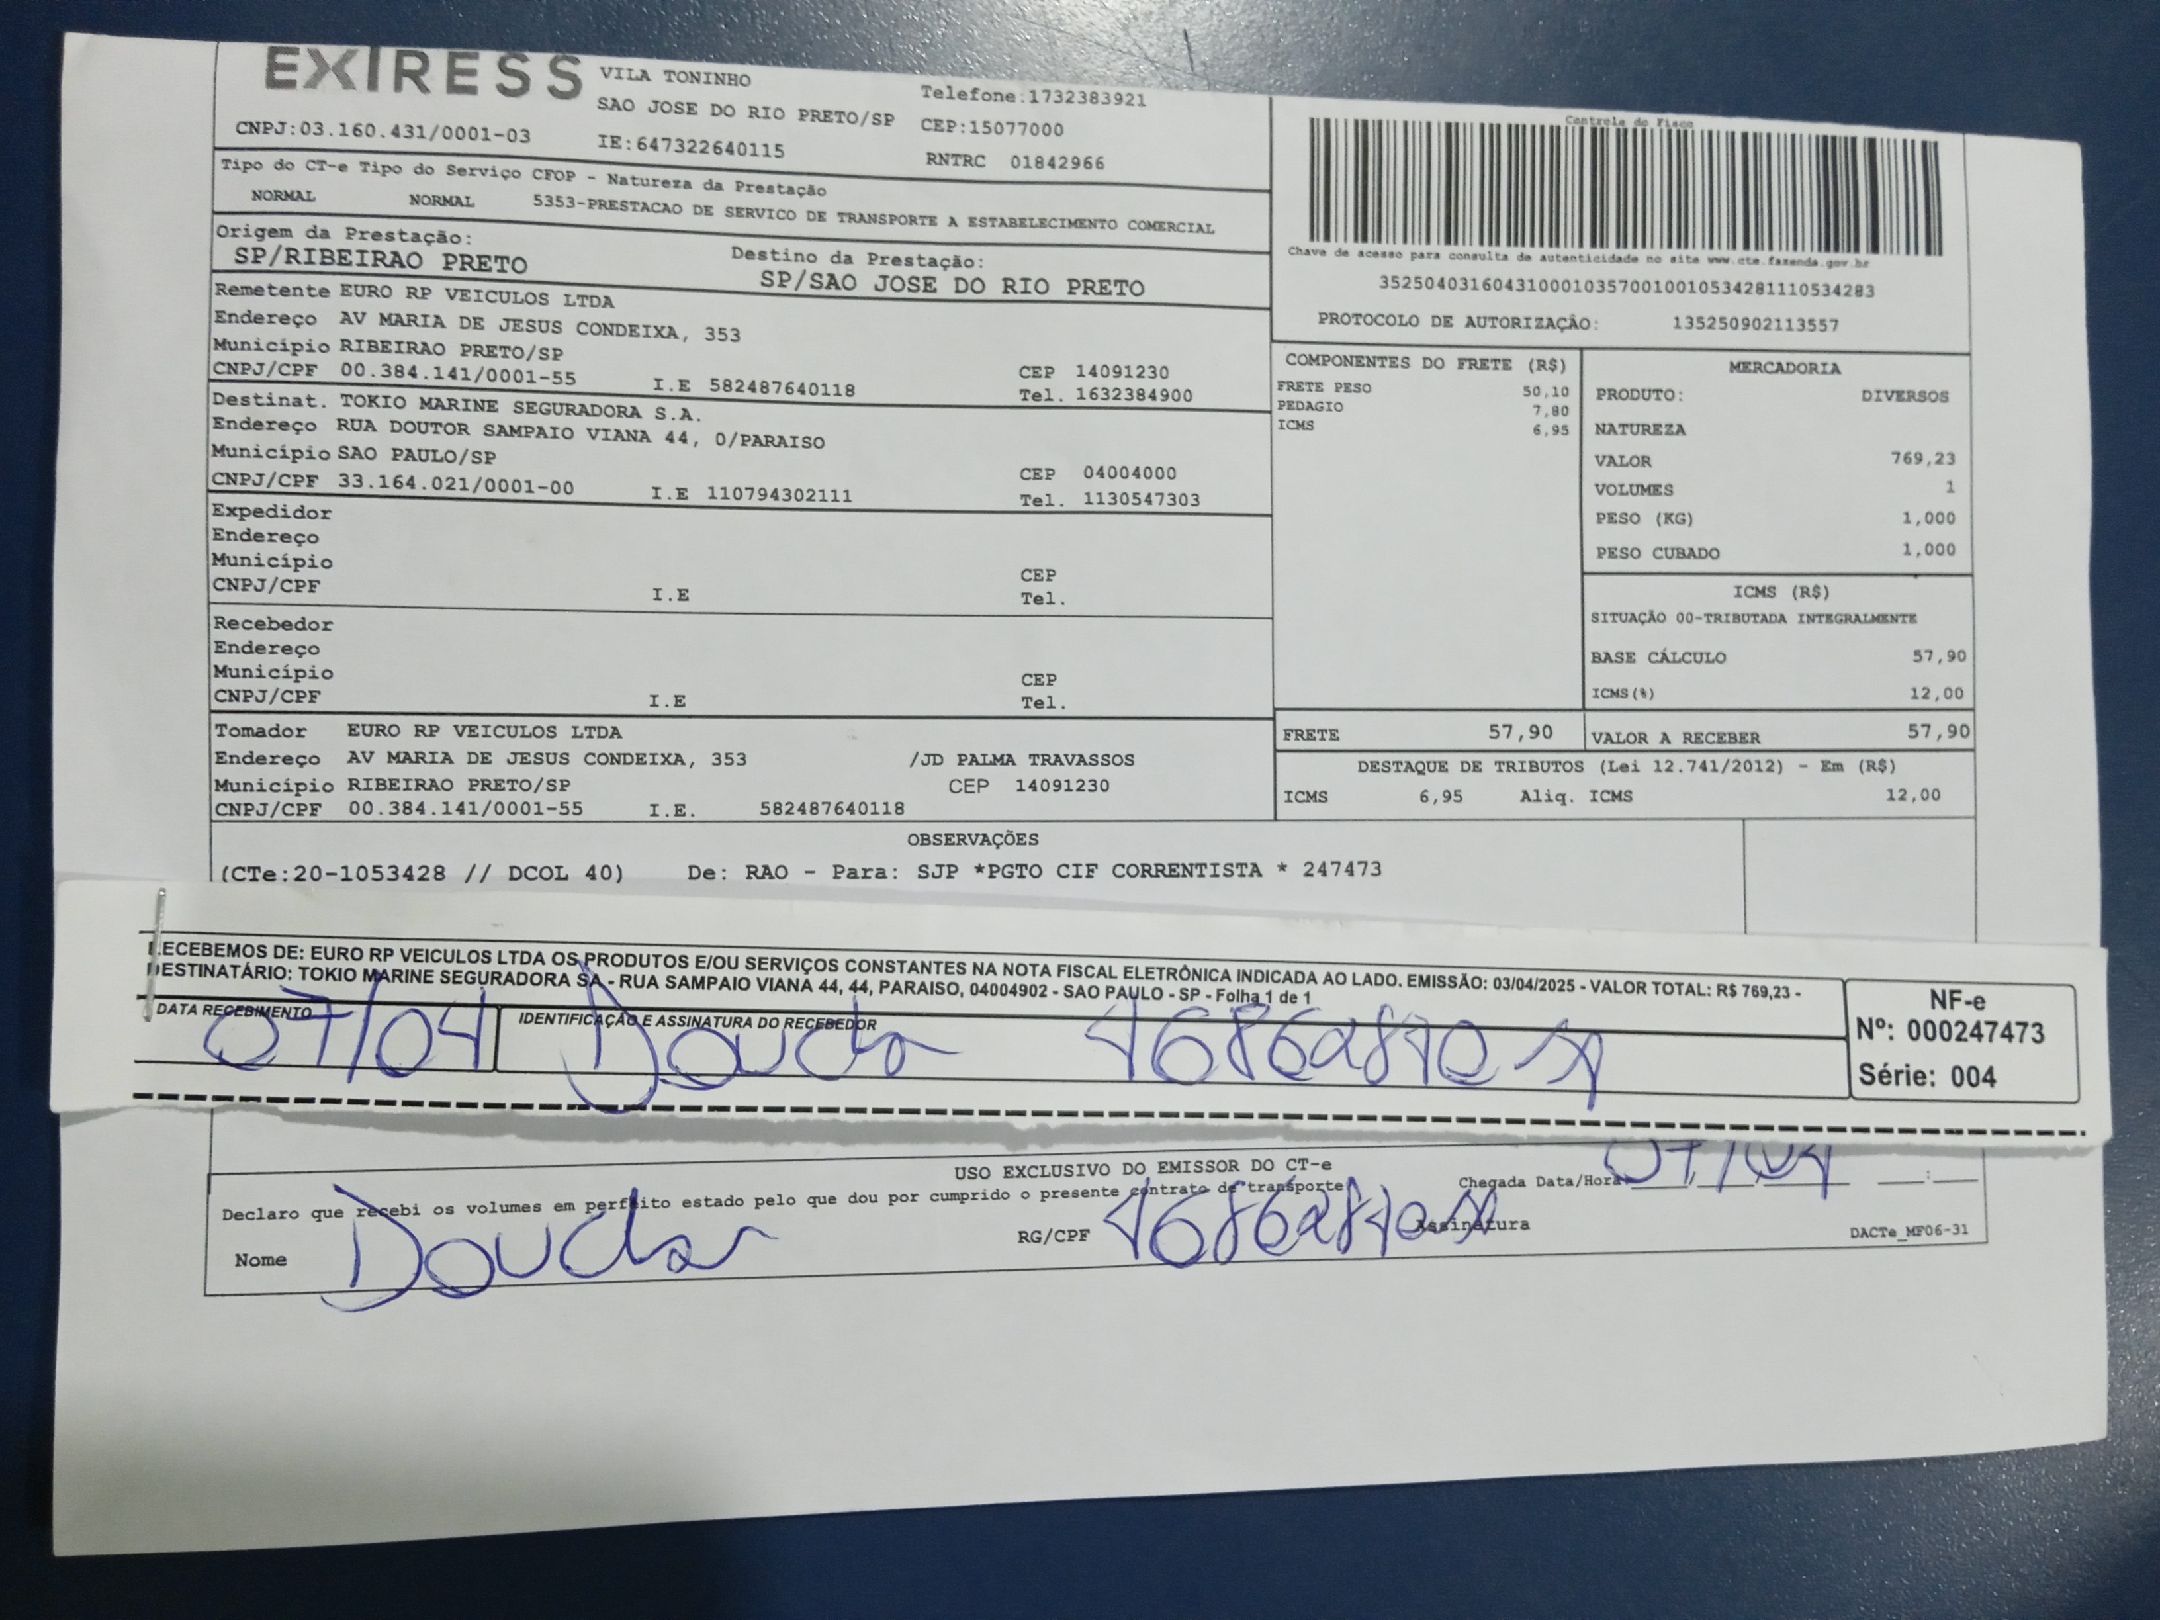 EXIRESS
VILA TONINHO
SAO JOSE DO RIO PRETO/SP
Telefone:1732383921
CEP:15077000
CNPJ:03.160.431/0001-03 IE:647322640115 RNTRC 01842966
Tipo do CT-e Tipo do Serviço CFOP - Natureza da Prestação
NORMAL NORMAL 5353-PRESTACAO DE SERVICO DE TRANSPORTE A ESTABELECIMENTO COMERCIAL
Origem da Prestação: Destino da Prestação:
SP/RIBEIRAO PRETO SP/SAO JOSE DO RIO PRETO
Remetente EURO RP VEICULOS LTDA
Endereço AV MARIA DE JESUS CONDEIXA, 353
Município RIBEIRAO PRETO/SP CEP 14091230
CNPJ/CPF 00.384.141/0001-55 I.E 582487640118 Tel. 1632384900
Destinat. TOKIO MARINE SEGURADORA S.A.
Endereço RUA DOUTOR SAMPAIO VIANA 44, 0/PARAISO
Município SAO PAULO/SP CEP 04004000
CNPJ/CPF 33.164.021/0001-00 I.E 110794302111 Tel. 1130547303
Expedidor
Endereço
Município CEP
CNPJ/CPF I.E Tel.
Recebedor
Endereço
Município CEP
CNPJ/CPF I.E Tel.
Tomador EURO RP VEICULOS LTDA
Endereço AV MARIA DE JESUS CONDEIXA, 353 /JD PALMA TRAVASSOS
Município RIBEIRAO PRETO/SP CEP 14091230
CNPJ/CPF 00.384.141/0001-55 I.E. 582487640118
Controle do Fisco
Chave de acesso para consulta de autenticidade no site www.cte.fazenda.gov.br
35250403160431000103570010010534281110534283
PROTOCOLO DE AUTORIZAÇÃO: 135250902113557
COMPONENTES DO FRETE (R$)
FRETE PESO 50,10
PEDAGIO 7,80
ICMS 6,95
MERCADORIA
PRODUTO: DIVERSOS
NATUREZA
VALOR 769,23
VOLUMES 1
PESO (KG) 1,000
PESO CUBADO 1,000
ICMS (R$)
SITUAÇÃO 00-TRIBUTADA INTEGRALMENTE
BASE CÁLCULO 57,90
ICMS(%) 12,00
FRETE 57,90 VALOR A RECEBER 57,90
DESTAQUE DE TRIBUTOS (Lei 12.741/2012) - Em (R$)
ICMS 6,95 Aliq. ICMS 12,00
OBSERVAÇÕES
(CTe:20-1053428 // DCOL 40) De: RAO - Para: SJP *PGTO CIF CORRENTISTA * 247473
RECEBEMOS DE: EURO RP VEICULOS LTDA OS PRODUTOS E/OU SERVIÇOS CONSTANTES NA NOTA FISCAL ELETRÔNICA INDICADA AO LADO. EMISSÃO: 03/04/2025 - VALOR TOTAL: R$ 769,23 -
DESTINATÁRIO: TOKIO MARINE SEGURADORA SA - RUA SAMPAIO VIANA 44, 44, PARAISO, 04004902 - SAO PAULO - SP - Folha 1 de 1
DATA RECEBIMENTO IDENTIFICAÇÃO E ASSINATURA DO RECEBEDOR
07/04
NF-e
Nº: 000247473
Série: 004
USO EXCLUSIVO DO EMISSOR DO CT-e
Declaro que recebi os volumes em perfeito estado pelo que dou por cumprido o presente contrato de transporte
Chegada Data/Hora 07/04 :
Nome RG/CPF Assinatura
DACTe_MF06-31